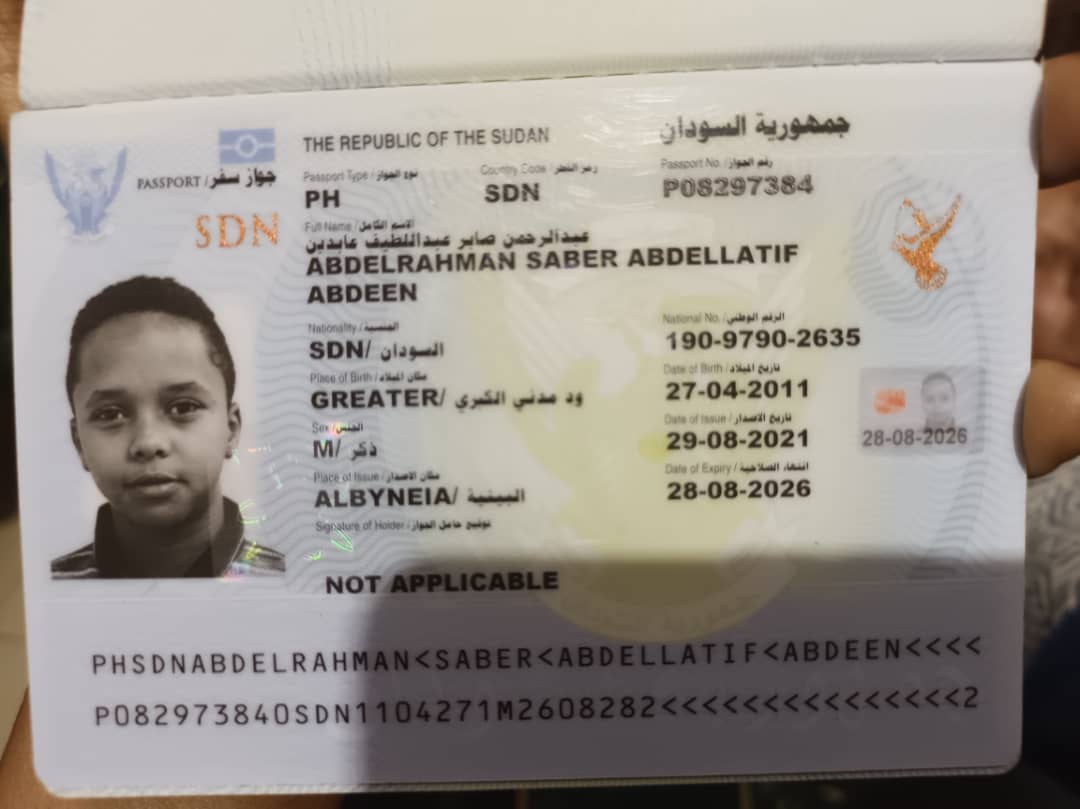 THE REPUBLIC OF THE SUDAN
جمهورية السودان
PASSPORT / جواز سفر
SDN
Passport Type / نوع الجواز
PH
Country Code / رمز القطر
SDN
Passport No. / رقم الجواز
P08297384
Full Name / الاسم الكامل
عبدالرحمن صابر عبداللطيف عابدين
ABDELRAHMAN SABER ABDELLATIF
ABDEEN
Nationality / الجنسية
SDN/ السودان
National No. / الرقم الوطني
190-9790-2635
Place of Birth / مكان الميلاد
GREATER/ ود مدني الكبري
Date of Birth / تاريخ الميلاد
27-04-2011
Sex / الجنس
M/ ذكر
Date of Issue / تاريخ الاصدار
29-08-2021
28-08-2026
Place of Issue / مكان الاصدار
ALBYNEIA/ البينية
Date of Expiry / انتهاء الصلاحية
28-08-2026
Signature of Holder / توقيع حامل الجواز
NOT APPLICABLE
PHSDNABDELRAHMAN<SABER<ABDELLATIF<ABDEEN<<<<
P082973840SDN1104271M2608282<<<<<<<<<<<<<<<2